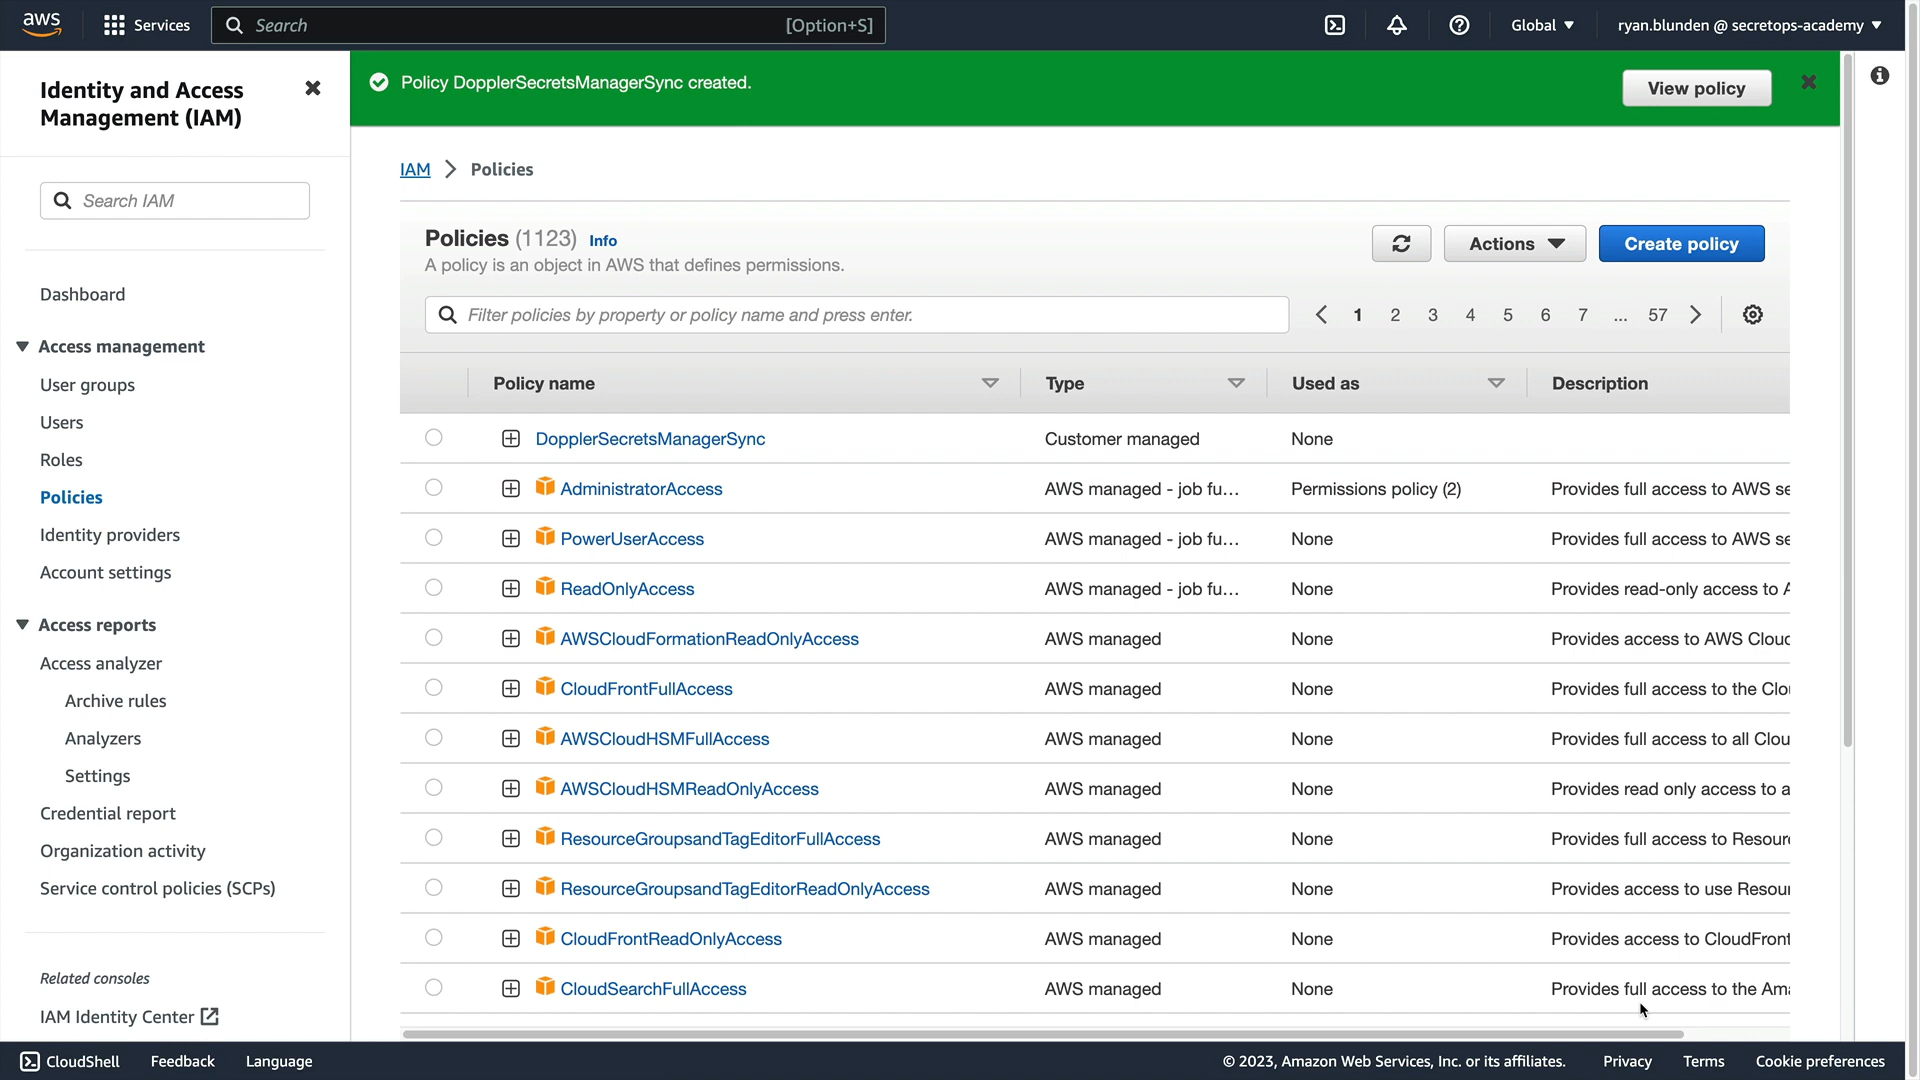 aws
Services
Search
[Option+S]
Global
ryan.blunden @ secretops-academy
Identity and Access
Management (IAM)
Search IAM
Dashboard
Access management
User groups
Users
Roles
Policies
Identity providers
Account settings
Access reports
Access analyzer
Archive rules
Analyzers
Settings
Credential report
Organization activity
Service control policies (SCPs)
Related consoles
IAM Identity Center
Policy DopplerSecretsManagerSync created.
View policy
IAM
Policies
Policies (1123) Info
A policy is an object in AWS that defines permissions.
Actions
Create policy
Filter policies by property or policy name and press enter.
1 2 3 4 5 6 7 ... 57
Policy name Type Used as Description
DopplerSecretsManagerSync Customer managed None
AdministratorAccess AWS managed - job fu... Permissions policy (2) Provides full access to AWS se
PowerUserAccess AWS managed - job fu... None Provides full access to AWS se
ReadOnlyAccess AWS managed - job fu... None Provides read-only access to A
AWSCloudFormationReadOnlyAccess AWS managed None Provides access to AWS Clouc
CloudFrontFullAccess AWS managed None Provides full access to the Clou
AWSCloudHSMFullAccess AWS managed None Provides full access to all Clou
AWSCloudHSMReadOnlyAccess AWS managed None Provides read only access to a
ResourceGroupsandTagEditorFullAccess AWS managed None Provides full access to Resourc
ResourceGroupsandTagEditorReadOnlyAccess AWS managed None Provides access to use Resour
CloudFrontReadOnlyAccess AWS managed None Provides access to CloudFront
CloudSearchFullAccess AWS managed None Provides full access to the Ama
CloudShell
Feedback
Language
© 2023, Amazon Web Services, Inc. or its affiliates.
Privacy
Terms
Cookie preferences